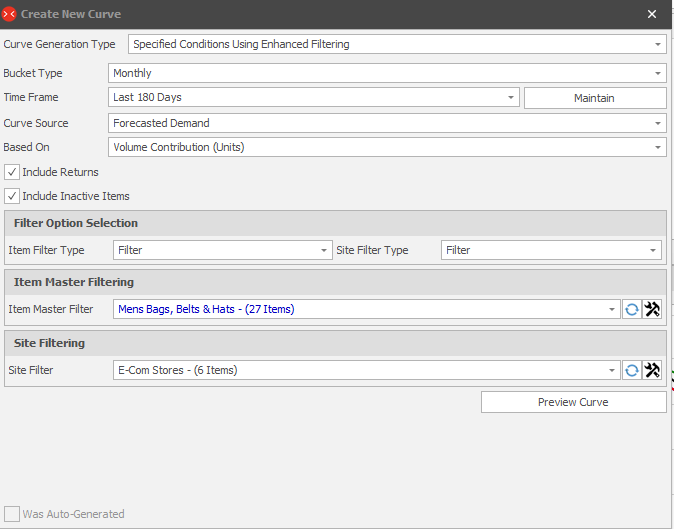 Create New Curve
Curve Generation Type Specified Conditions Using Enhanced Filtering
Bucket Type Monthly
Time Frame Last 180 Days Maintain
Curve Source Forecasted Demand
Based On Volume Contribution (Units)
Include Returns
Include Inactive Items
Filter Option Selection
Item Filter Type Filter Site Filter Type Filter
Item Master Filtering
Item Master Filter Mens Bags, Belts & Hats - (27 Items)
Site Filtering
Site Filter E-Com Stores - (6 Items)
Preview Curve
Was Auto-Generated